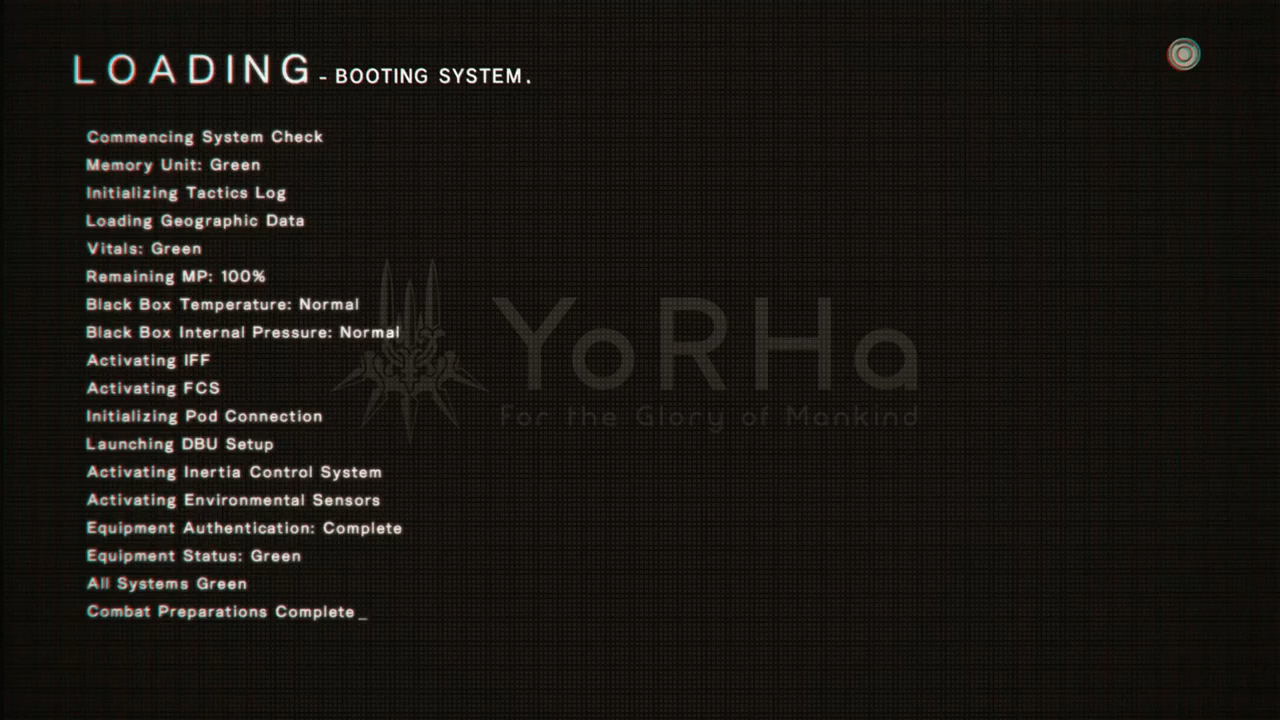 LOADING - BOOTING SYSTEM.
Commencing System Check
Memory Unit: Green
Initializing Tactics Log
Loading Geographic Data
Vitals: Green
Remaining MP: 100%
Black Box Temperature: Normal
Black Box Internal Pressure: Normal
Activating IFF
Activating FCS
Initializing Pod Connection
Launching DBU Setup
Activating Inertia Control System
Activating Environmental Sensors
Equipment Authentication: Complete
Equipment Status: Green
All Systems Green
Combat Preparations Complete_
YoRHa
For the Glory of Mankind